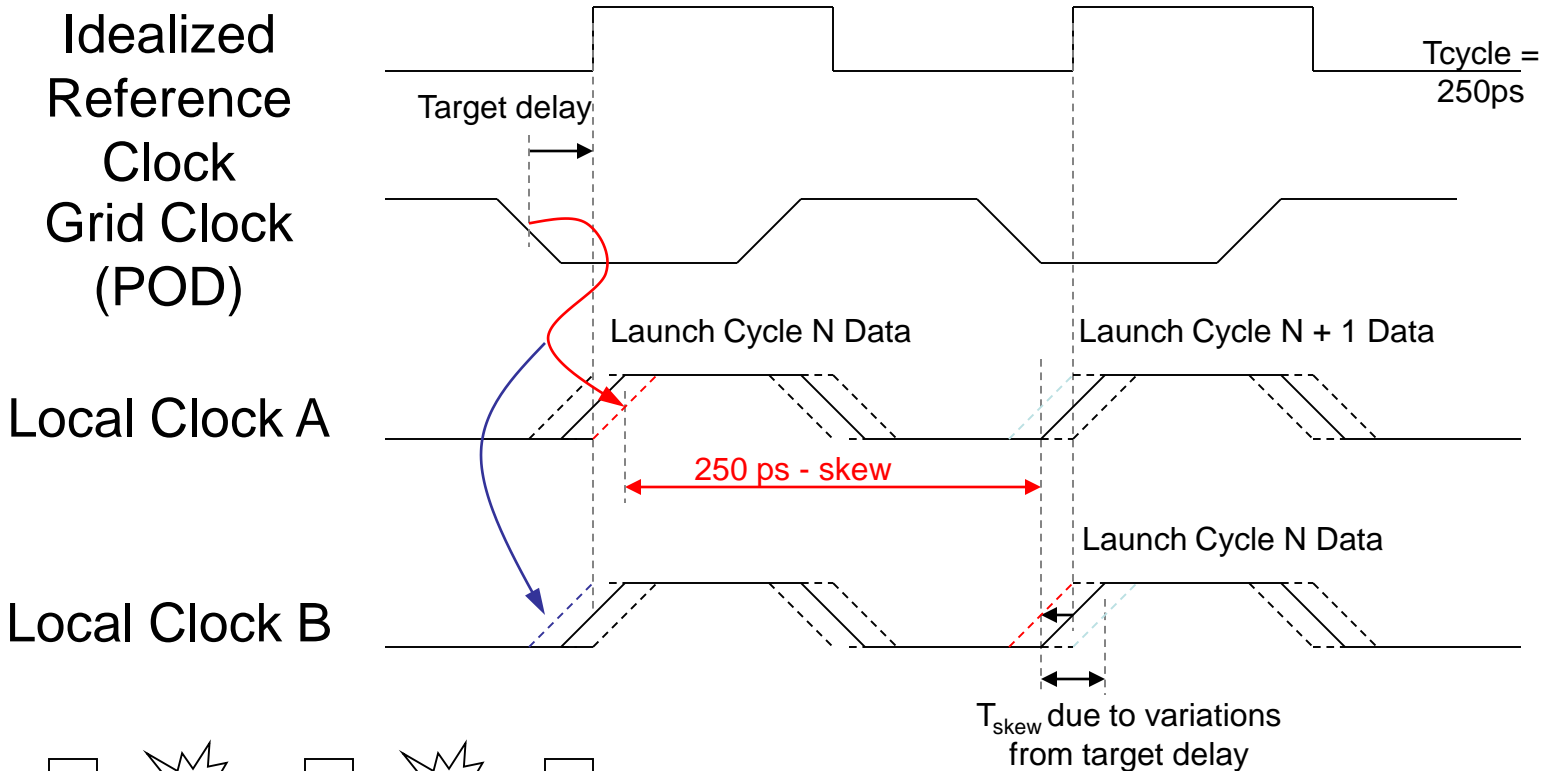 Idealized
Reference
Clock
Tcycle =
250ps
Target delay
Grid Clock
(POD)
Launch Cycle N Data
Launch Cycle N + 1 Data
Local Clock A
250 ps - skew
Launch Cycle N Data
Local Clock B
Tskew due to variations
from target delay